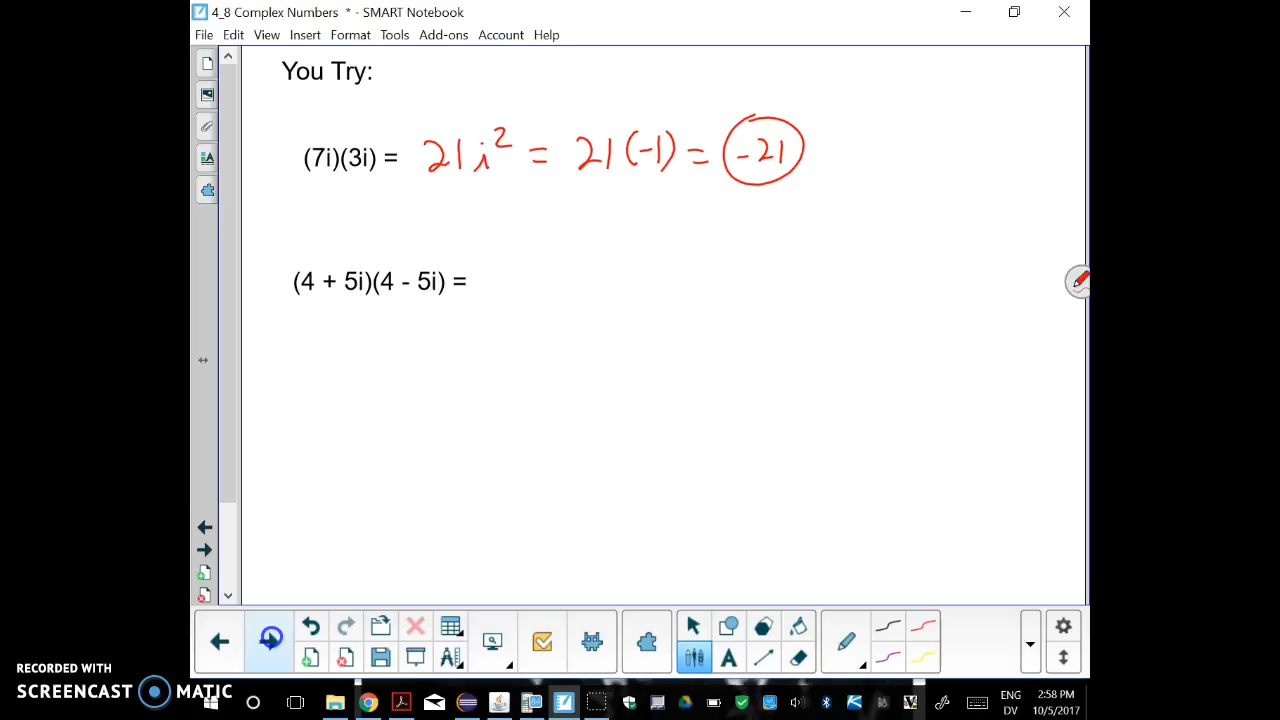 4_8 Complex Numbers * - SMART Notebook
File Edit View Insert Format Tools Add-ons Account Help
You Try:
(7i)(3i) = 21i² = 21(-1) = -21
(4 + 5i)(4 - 5i) =
RECORDED WITH
SCREENCAST MATIC
ENG
DV
2:58 PM
10/5/2017